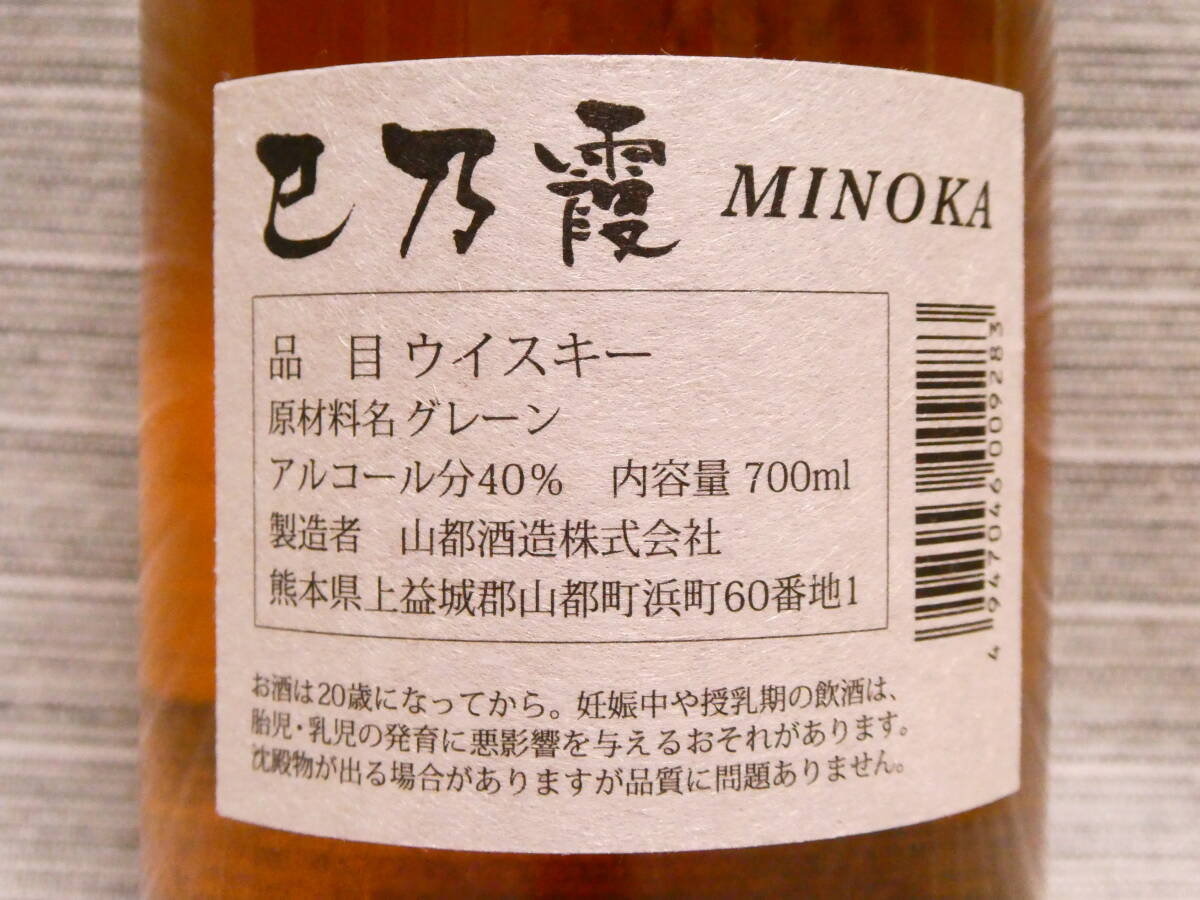 巳乃霞 MINOKA
品 目 ウイスキー
原材料名 グレーン
アルコール分40% 内容量 700ml
製造者 山都酒造株式会社
熊本県上益城郡山都町浜町60番地1
4947046009283
お酒は20歳になってから。妊娠中や授乳期の飲酒は、
胎児・乳児の発育に悪影響を与えるおそれがあります。
沈殿物が出る場合がありますが品質に問題ありません。